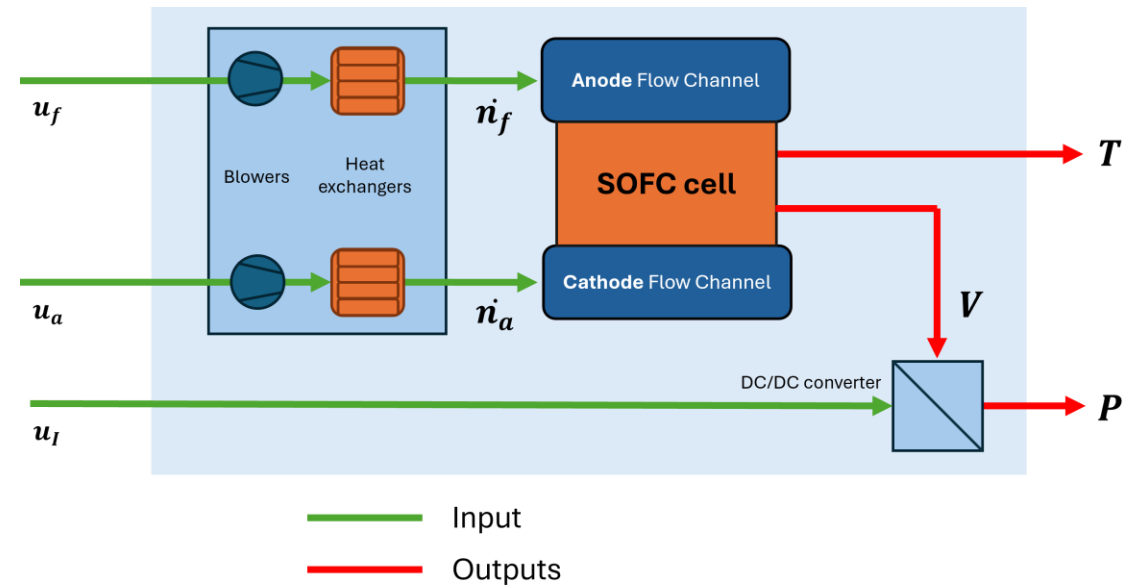 Anode Flow Channel
u_f
ṅ_f
T
Blowers
Heat
exchangers
SOFC cell
u_a
ṅ_a
Cathode Flow Channel
V
DC/DC converter
u_I
P
Input
Outputs